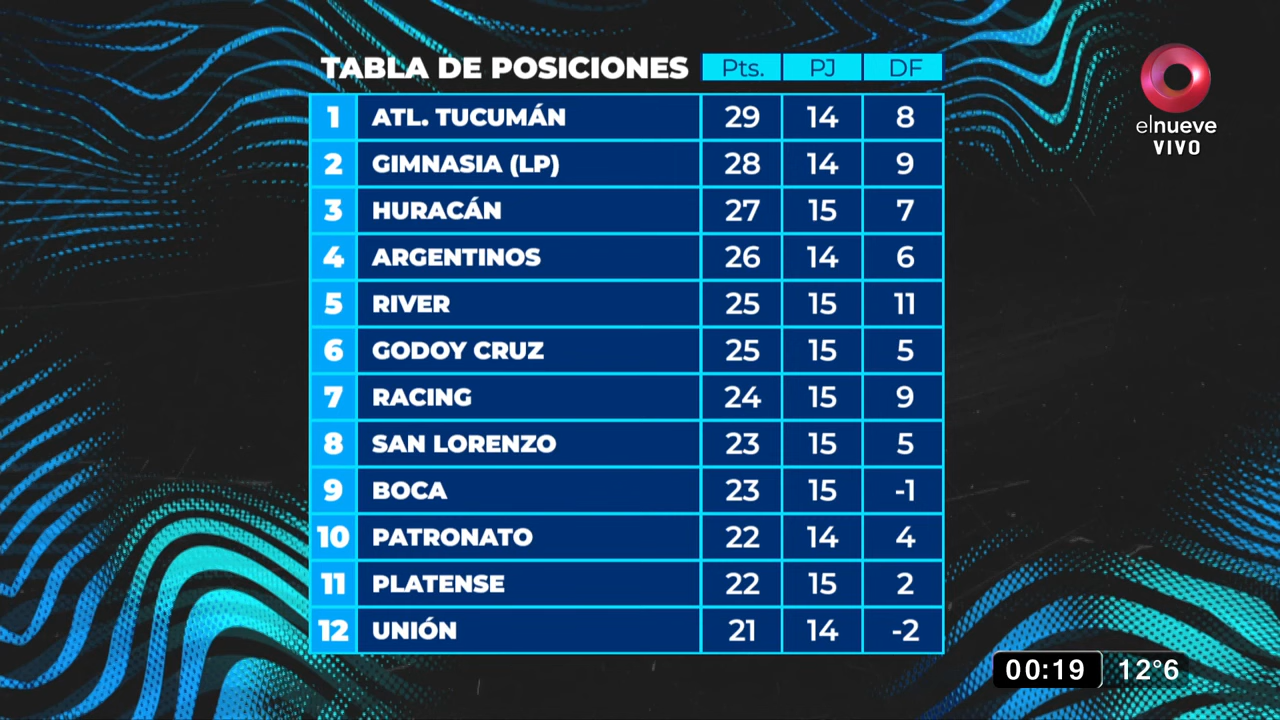 TABLA DE POSICIONES Pts. PJ DF
1 ATL. TUCUMÁN 29 14 8
2 GIMNASIA (LP) 28 14 9
3 HURACÁN 27 15 7
4 ARGENTINOS 26 14 6
5 RIVER 25 15 11
6 GODOY CRUZ 25 15 5
7 RACING 24 15 9
8 SAN LORENZO 23 15 5
9 BOCA 23 15 -1
10 PATRONATO 22 14 4
11 PLATENSE 22 15 2
12 UNIÓN 21 14 -2
elnueve
VIVO
00:19 12°6